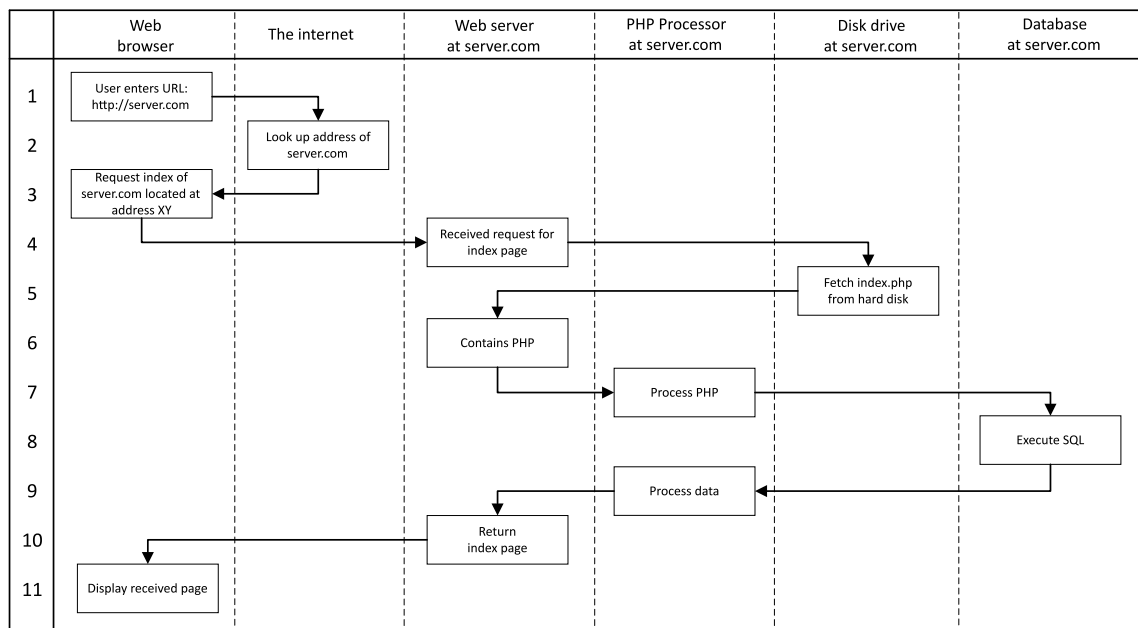 Web
browser
The internet
Web server
at server.com
PHP Processor
at server.com
Disk drive
at server.com
Database
at server.com
1
User enters URL:
http://server.com
2
Look up address of
server.com
3
Request index of
server.com located at
address XY
4
Received request for
index page
5
Fetch index.php
from hard disk
6
Contains PHP
7
Process PHP
8
Execute SQL
9
Process data
10
Return
index page
11
Display received page